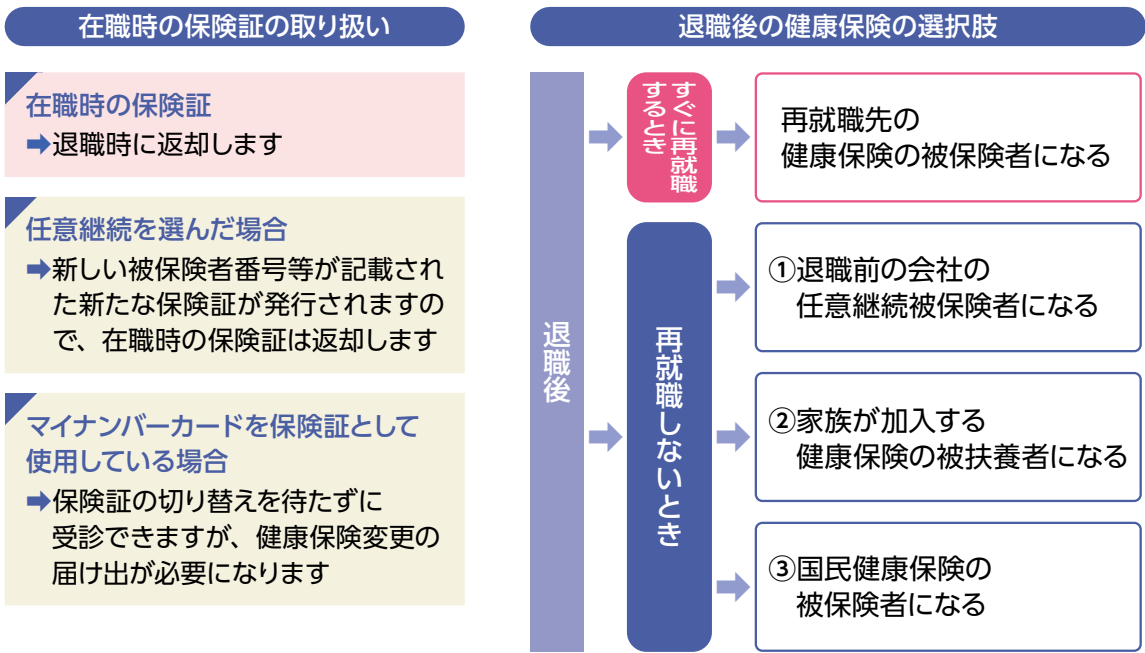 在職時の保険証の取り扱い
在職時の保険証
➡退職時に返却します
任意継続を選んだ場合
➡新しい被保険者番号等が記載され
た新たな保険証が発行されますの
で、在職時の保険証は返却します
マイナンバーカードを保険証として
使用している場合
➡保険証の切り替えを待たずに
受診できますが、健康保険変更の
届け出が必要になります
退職後の健康保険の選択肢
退職後
すぐに再就職
するとき
再就職先の
健康保険の被保険者になる
再就職しないとき
①退職前の会社の
任意継続被保険者になる
②家族が加入する
健康保険の被扶養者になる
③国民健康保険の
被保険者になる